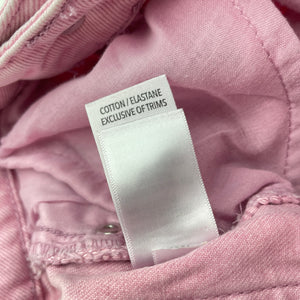 COTTON / ELASTANE
EXCLUSIVE OF TRIMS